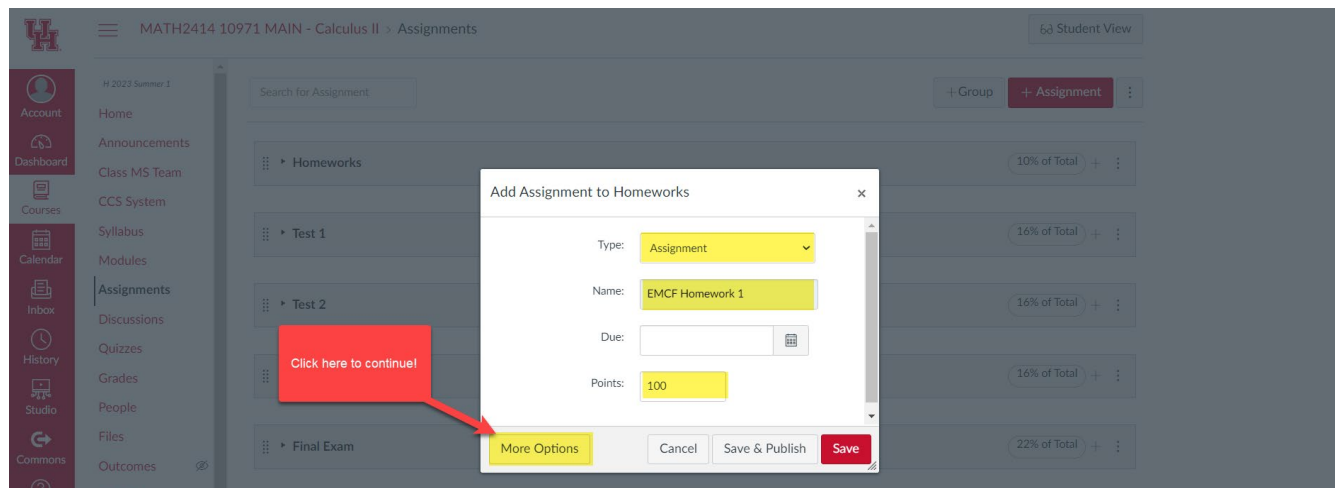 UH
MATH2414 10971 MAIN - Calculus II > Assignments
Student View
Account
Dashboard
Courses
Calendar
Inbox
History
Studio
Commons
H 2023 Summer 1
Home
Announcements
Class MS Team
CCS System
Syllabus
Modules
Assignments
Discussions
Quizzes
Grades
People
Files
Outcomes
Search for Assignment
+ Group
+ Assignment
Homeworks
10% of Total
Test 1
16% of Total
Test 2
16% of Total
16% of Total
Final Exam
22% of Total
Click here to continue!
Add Assignment to Homeworks
×
Type:
Assignment
Name:
EMCF Homework 1
Due:
Points:
100
More Options
Cancel
Save & Publish
Save